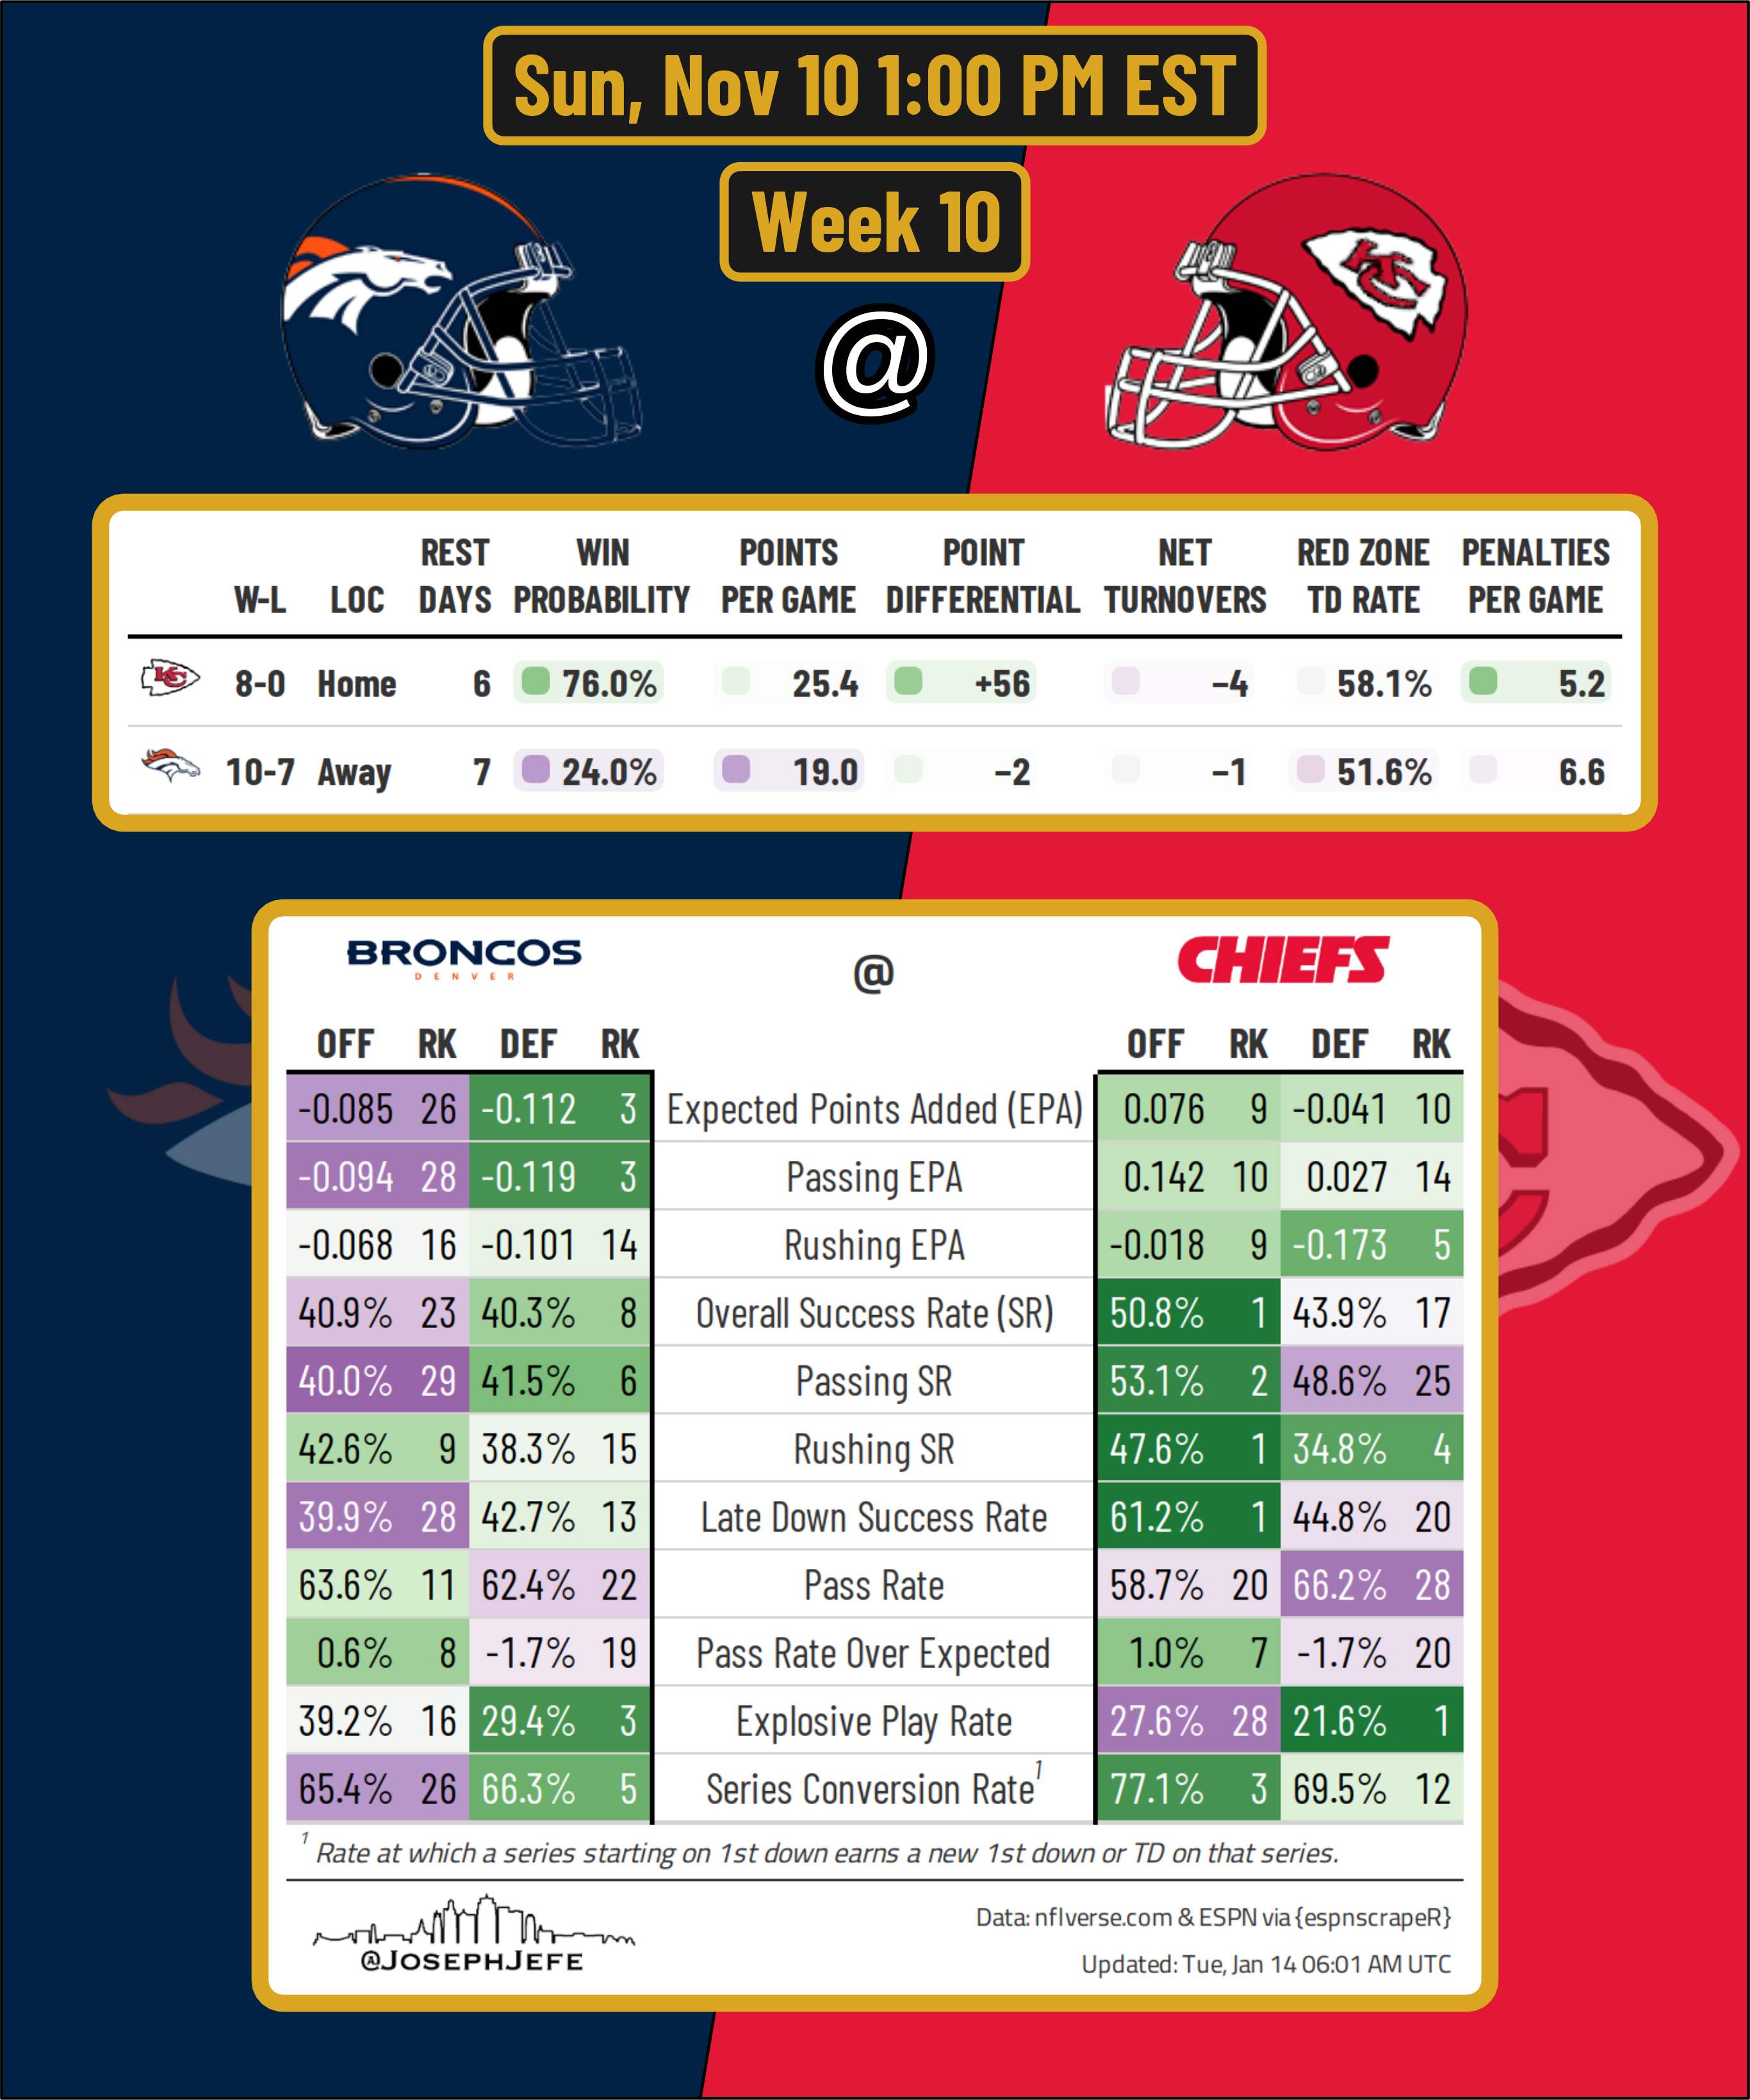 Sun, Nov 10 1:00 PM EST
Week 10
@
KC
W-L LOC REST DAYS WIN PROBABILITY POINTS PER GAME POINT DIFFERENTIAL NET TURNOVERS RED ZONE TD RATE PENALTIES PER GAME
KC 8-0 Home 6 76.0% 25.4 +56 −4 58.1% 5.2
10-7 Away 7 24.0% 19.0 −2 −1 51.6% 6.6
BRONCOS DENVER @ CHIEFS
OFF RK DEF RK OFF RK DEF RK
-0.085 26 -0.112 3 Expected Points Added (EPA) 0.076 9 -0.041 10
-0.094 28 -0.119 3 Passing EPA 0.142 10 0.027 14
-0.068 16 -0.101 14 Rushing EPA -0.018 9 -0.173 5
40.9% 23 40.3% 8 Overall Success Rate (SR) 50.8% 1 43.9% 17
40.0% 29 41.5% 6 Passing SR 53.1% 2 48.6% 25
42.6% 9 38.3% 15 Rushing SR 47.6% 1 34.8% 4
39.9% 28 42.7% 13 Late Down Success Rate 61.2% 1 44.8% 20
63.6% 11 62.4% 22 Pass Rate 58.7% 20 66.2% 28
0.6% 8 -1.7% 19 Pass Rate Over Expected 1.0% 7 -1.7% 20
39.2% 16 29.4% 3 Explosive Play Rate 27.6% 28 21.6% 1
65.4% 26 66.3% 5 Series Conversion Rate¹ 77.1% 3 69.5% 12
¹ Rate at which a series starting on 1st down earns a new 1st down or TD on that series.
@JOSEPHJEFE
Data: nflverse.com & ESPN via {espnscrapeR}
Updated: Tue, Jan 14 06:01 AM UTC